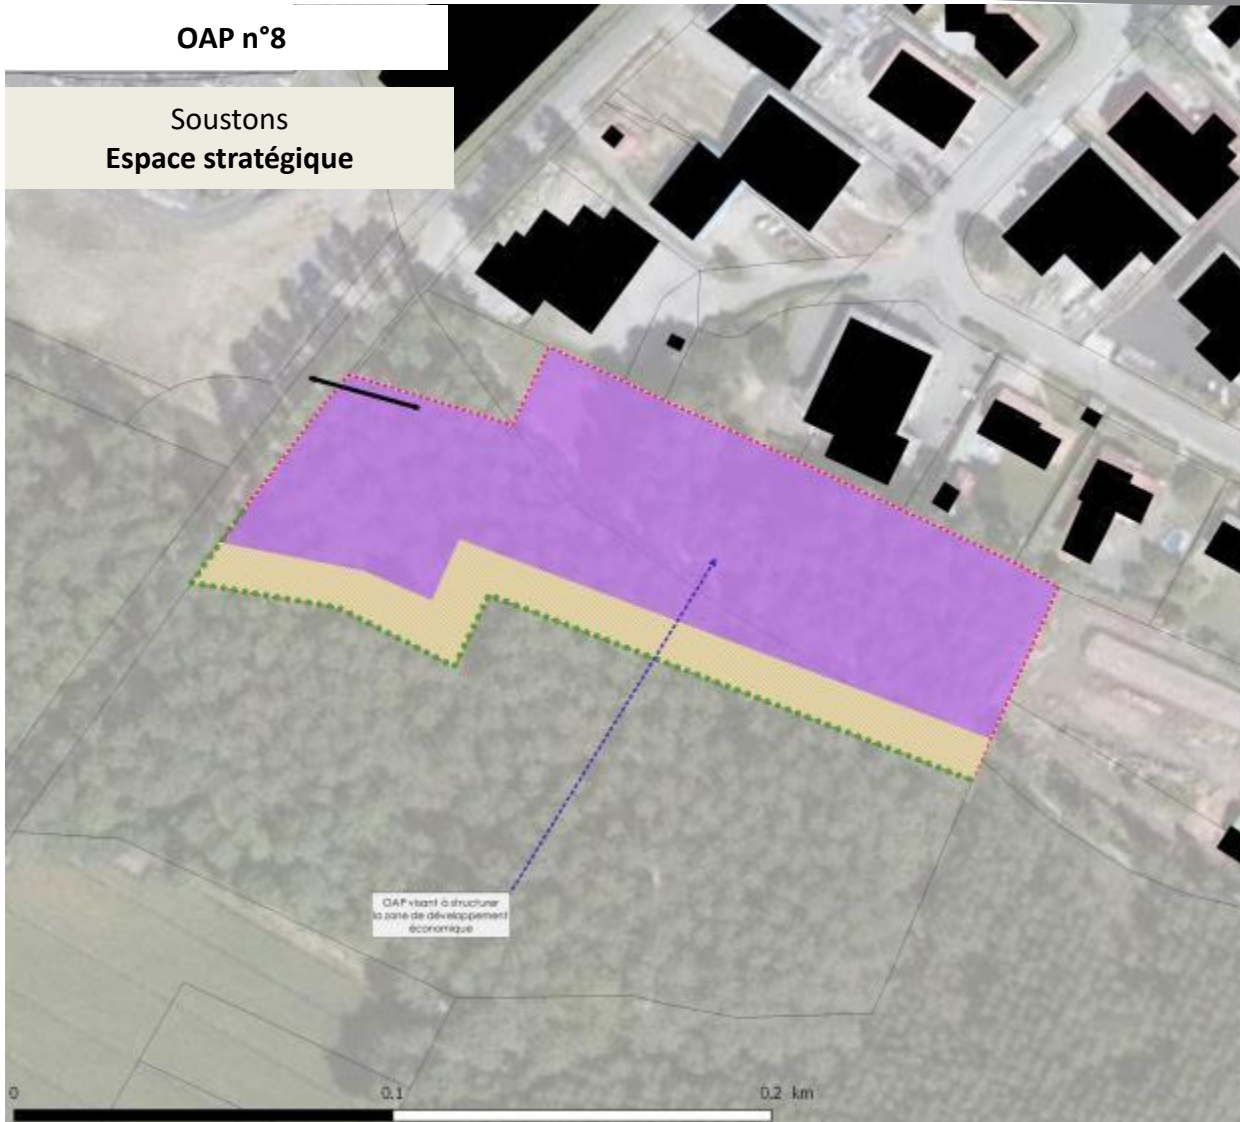 OAP n°8
Soustons
Espace stratégique
OAP visant à structurer
la zone de développement
économique
0
0.1
0.2 km